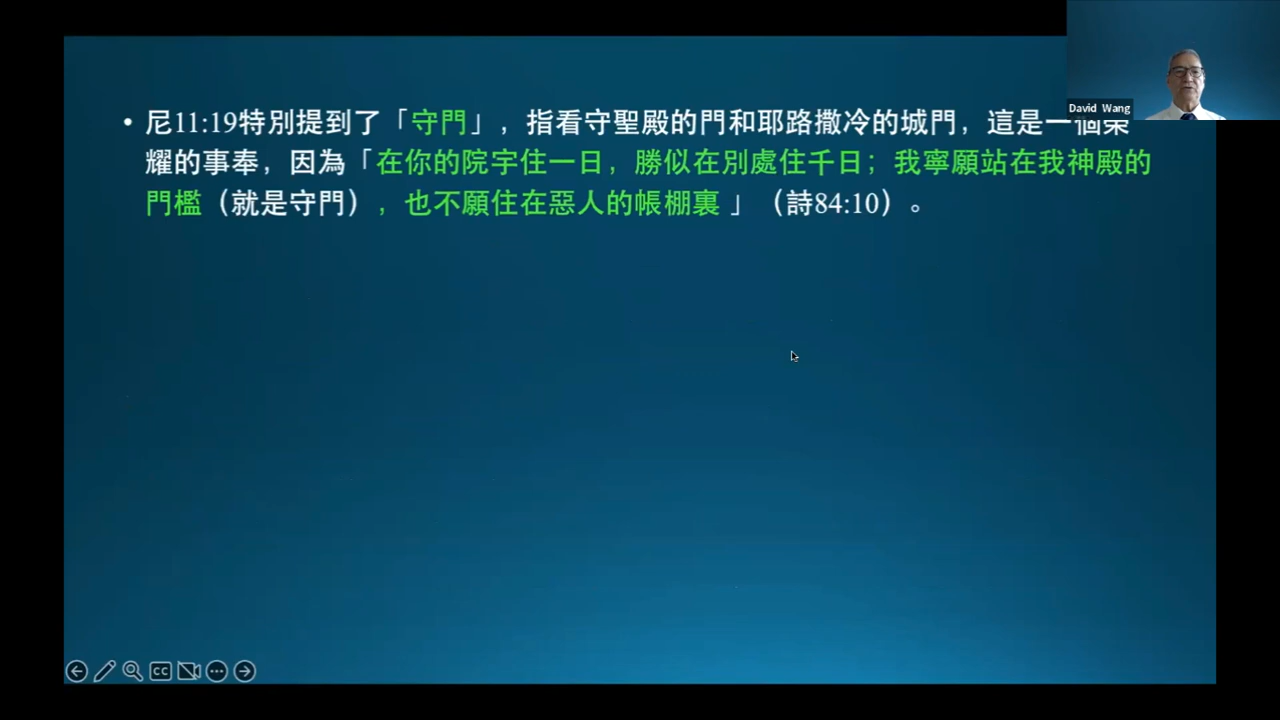 • 尼11:19特別提到了「守門」，指看守聖殿的門和耶路撒冷的城門，這是一個榮
耀的事奉，因為「在你的院宇住一日，勝似在別處住千日；我寧願站在我神殿的
門檻（就是守門），也不願住在惡人的帳棚裏 」（詩84:10）。
David Wang
CC